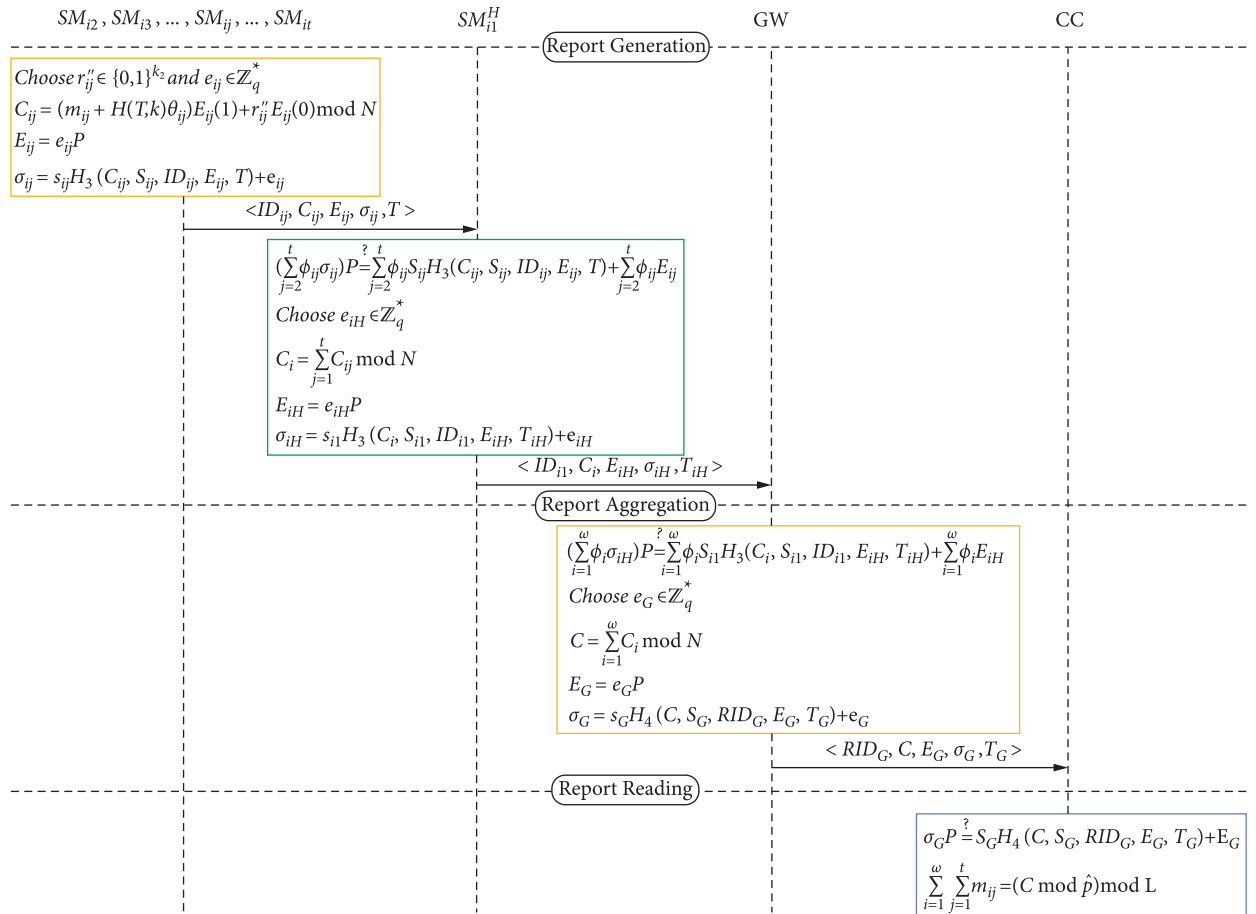 SM_{i2}, SM_{i3}, ... , SM_{ij}, ... , SM_{it} SM_{i1}^{H} GW CC
Report Generation
Choose r''_{ij} ∈ {0,1}^{k_2} and e_{ij} ∈ ℤ_q^*
C_{ij} = (m_{ij} + H(T,k)θ_{ij})E_{ij}(1)+r''_{ij}E_{ij}(0)mod N
E_{ij} = e_{ij}P
σ_{ij} = s_{ij}H_3 (C_{ij}, S_{ij}, ID_{ij}, E_{ij}, T)+e_{ij}
<ID_{ij}, C_{ij}, E_{ij}, σ_{ij} ,T >
(∑_{j=2}^{t} ϕ_{ij}σ_{ij})P ≟ ∑_{j=2}^{t} ϕ_{ij}S_{ij}H_3(C_{ij}, S_{ij}, ID_{ij}, E_{ij}, T)+∑_{j=2}^{t} ϕ_{ij}E_{ij}
Choose e_{iH} ∈ ℤ_q^*
C_i = ∑_{j=1}^{t} C_{ij} mod N
E_{iH} = e_{iH}P
σ_{iH} = s_{i1}H_3 (C_i, S_{i1}, ID_{i1}, E_{iH}, T_{iH})+e_{iH}
< ID_{i1}, C_i, E_{iH}, σ_{iH} ,T_{iH} >
Report Aggregation
(∑_{i=1}^{ω} ϕ_iσ_{iH})P ≟ ∑_{i=1}^{ω} ϕ_iS_{i1}H_3(C_i, S_{i1}, ID_{i1}, E_{iH}, T_{iH})+∑_{i=1}^{ω} ϕ_iE_{iH}
Choose e_G ∈ ℤ_q^*
C = ∑_{i=1}^{ω} C_i mod N
E_G = e_GP
σ_G = s_GH_4 (C, S_G, RID_G, E_G, T_G)+e_G
< RID_G, C, E_G, σ_G ,T_G >
Report Reading
σ_GP ≟ S_GH_4 (C, S_G, RID_G, E_G, T_G)+E_G
∑_{i=1}^{ω} ∑_{j=1}^{t} m_{ij} =(C mod p̂)mod L